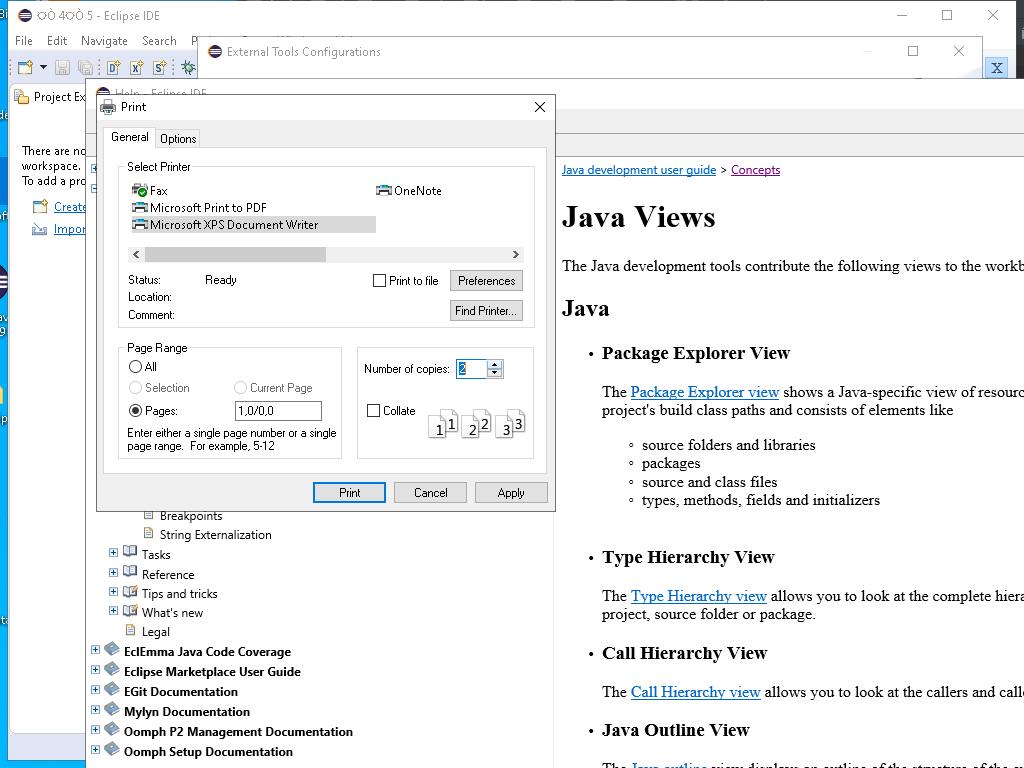 - Eclipse IDE
File Edit Navigate Search
External Tools Configurations
Help - Eclipse IDE
Project Ex
There are no
workspace.
To add a pro
Create
Impor
Print
General Options
Select Printer
Fax
OneNote
Microsoft Print to PDF
Microsoft XPS Document Writer
Status: Ready
Print to file
Preferences
Location:
Comment:
Find Printer...
Page Range
All
Selection
Current Page
Pages: 1,0/0,0
Enter either a single page number or a single
page range. For example, 5-12
Number of copies: 2
Collate
1 1 2 2 3 3
Print Cancel Apply
Breakpoints
String Externalization
Tasks
Reference
Tips and tricks
What's new
Legal
EclEmma Java Code Coverage
Eclipse Marketplace User Guide
EGit Documentation
Mylyn Documentation
Oomph P2 Management Documentation
Oomph Setup Documentation
Java development user guide > Concepts
Java Views
The Java development tools contribute the following views to the workb
Java
• Package Explorer View
The Package Explorer view shows a Java-specific view of resourc
project's build class paths and consists of elements like
◦ source folders and libraries
◦ packages
◦ source and class files
◦ types, methods, fields and initializers
• Type Hierarchy View
The Type Hierarchy view allows you to look at the complete hiera
project, source folder or package.
• Call Hierarchy View
The Call Hierarchy view allows you to look at the callers and calle
• Java Outline View